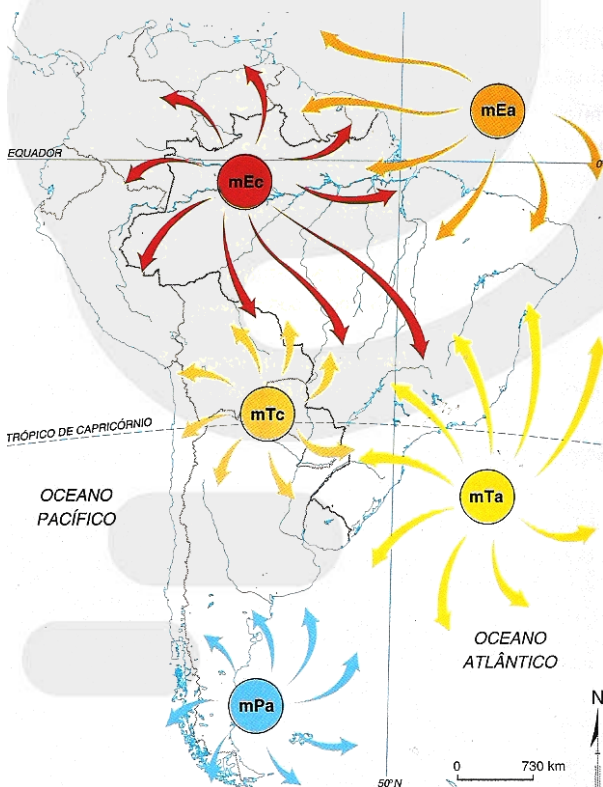 mEa
EQUADOR
0
mEc
mTc
TRÓPICO DE CAPRICÓRNIO
OCEANO
PACÍFICO
mTa
OCEANO
ATLÂNTICO
mPa
N
0 730 km
50°N